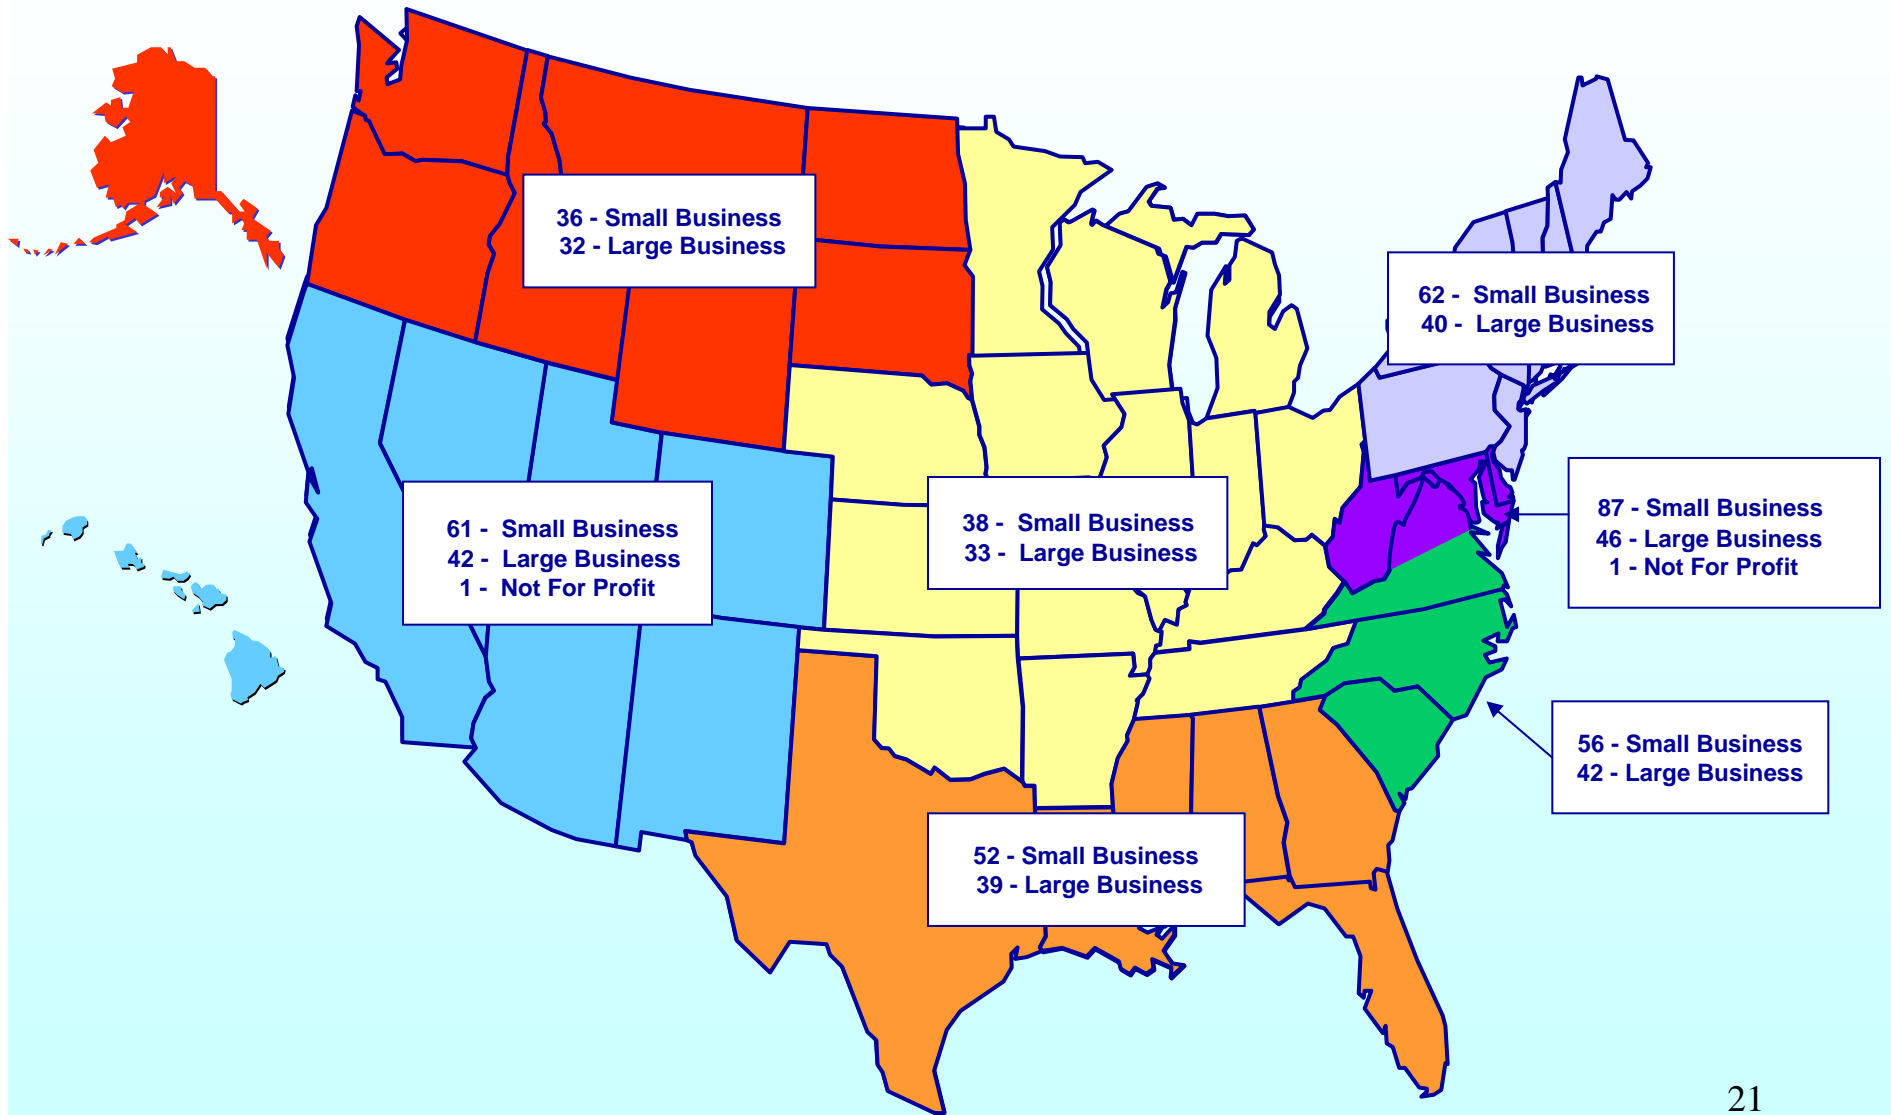 36 - Small Business
32 - Large Business
62 -  Small Business
40 -  Large Business
61 -  Small Business
42 -  Large Business
1 -  Not For Profit
38 -  Small Business
33 -  Large Business
87 - Small Business
46 - Large Business
1 - Not For Profit
56 - Small Business
42 - Large Business
52 - Small Business
39 - Large Business
21